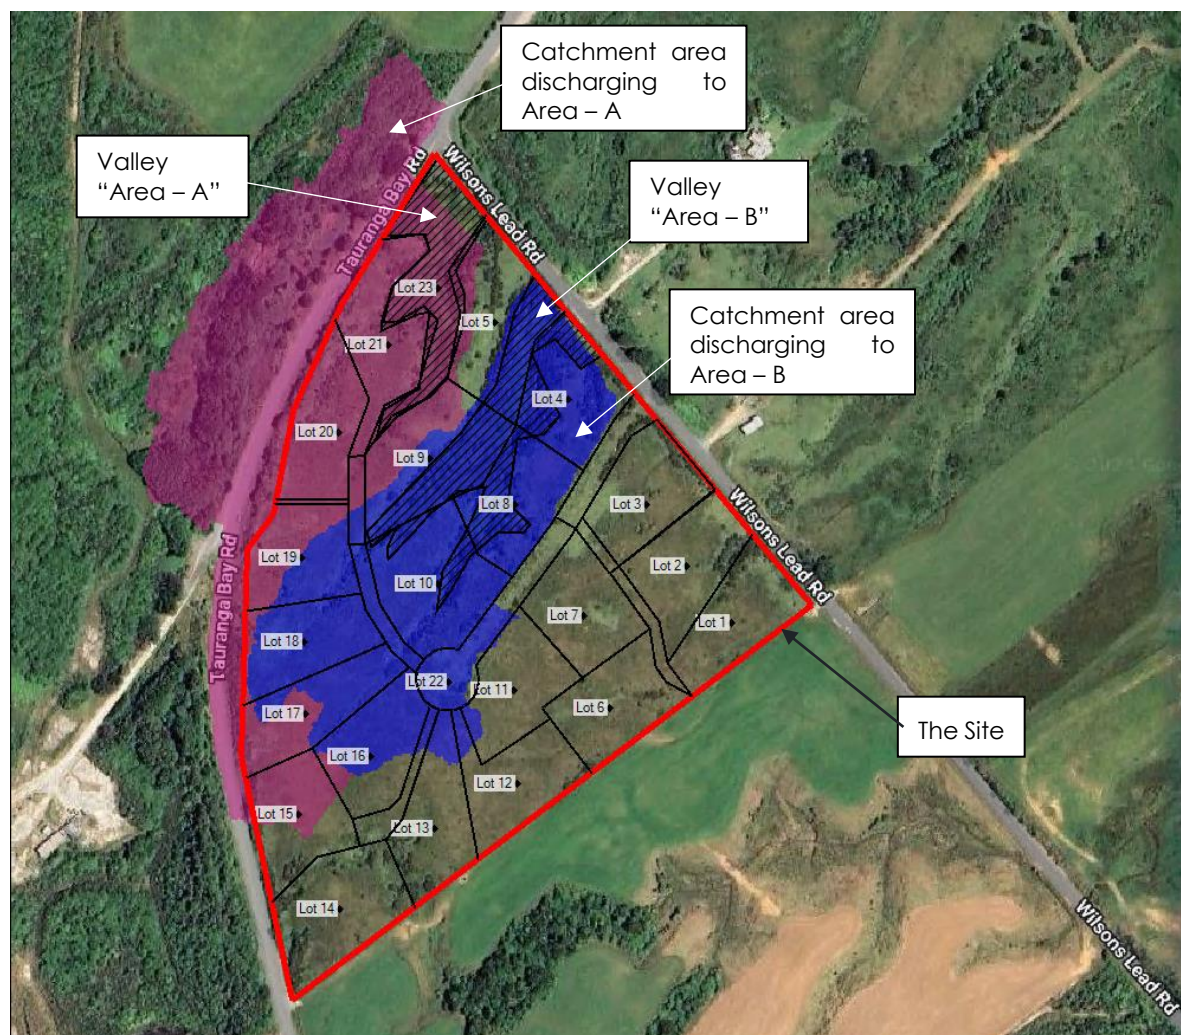 Catchment area
discharging to
Area – A
Valley
“Area – A”
Valley
“Area – B”
Catchment area
discharging to
Area – B
The Site
Tauranga Bay Rd
Wilsons Lead Rd
Lot 23
Lot 5
Lot 21
Lot 4
Lot 20
Lot 9
Lot 8
Lot 3
Lot 19
Lot 10
Lot 2
Lot 7
Lot 1
Lot 18
Lot 22
Lot 11
Lot 17
Lot 6
Lot 16
Lot 12
Lot 15
Lot 13
Lot 14
Tauranga Bay Rd
Wilsons Lead Rd
Wilsons Lead Rd